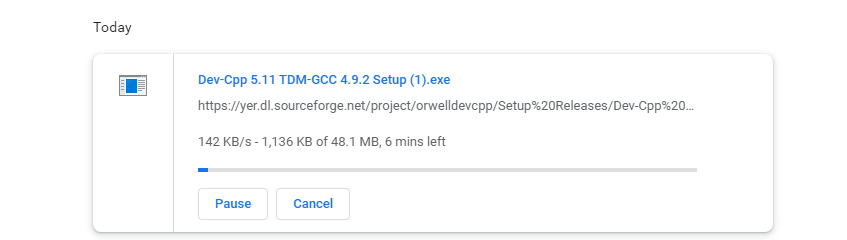 Today
Dev-Cpp 5.11 TDM-GCC 4.9.2 Setup (1).exe
https://yer.dl.sourceforge.net/project/orwelldevcpp/Setup%20Releases/Dev-Cpp%20...
142 KB/s - 1,136 KB of 48.1 MB, 6 mins left
Pause Cancel